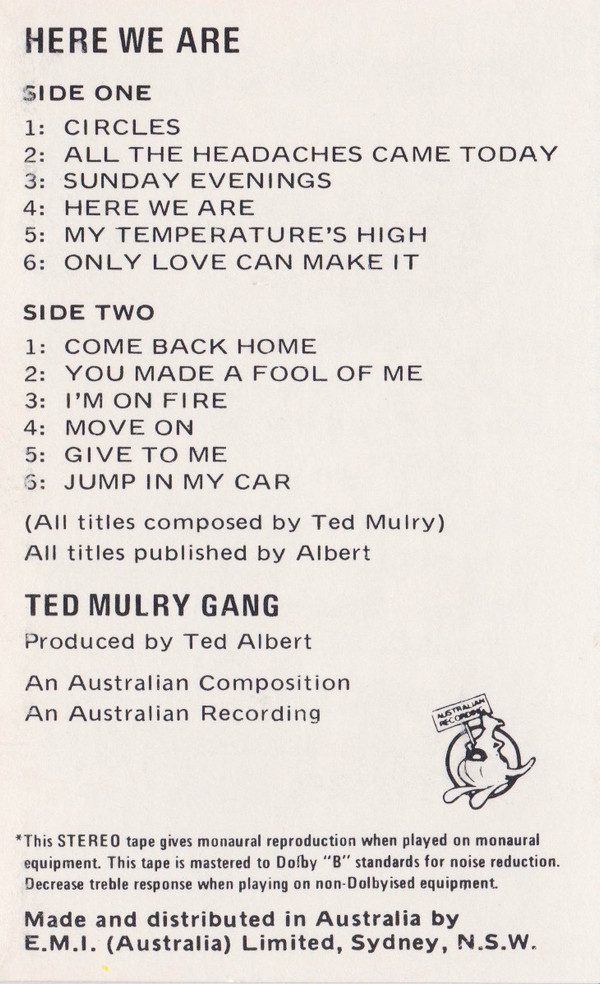 HERE WE ARE
SIDE ONE
1: CIRCLES
2: ALL THE HEADACHES CAME TODAY
3: SUNDAY EVENINGS
4: HERE WE ARE
5: MY TEMPERATURE'S HIGH
6: ONLY LOVE CAN MAKE IT
SIDE TWO
1: COME BACK HOME
2: YOU MADE A FOOL OF ME
3: I'M ON FIRE
4: MOVE ON
5: GIVE TO ME
6: JUMP IN MY CAR
(All titles composed by Ted Mulry)
All titles published by Albert
TED MULRY GANG
Produced by Ted Albert
An Australian Composition
An Australian Recording
AUSTRALIAN
RECORDING
*This STEREO tape gives monaural reproduction when played on monaural
equipment. This tape is mastered to Dolby "B" standards for noise reduction.
Decrease treble response when playing on non-Dolbyised equipment.
Made and distributed in Australia by
E.M.I. (Australia) Limited, Sydney, N.S.W.